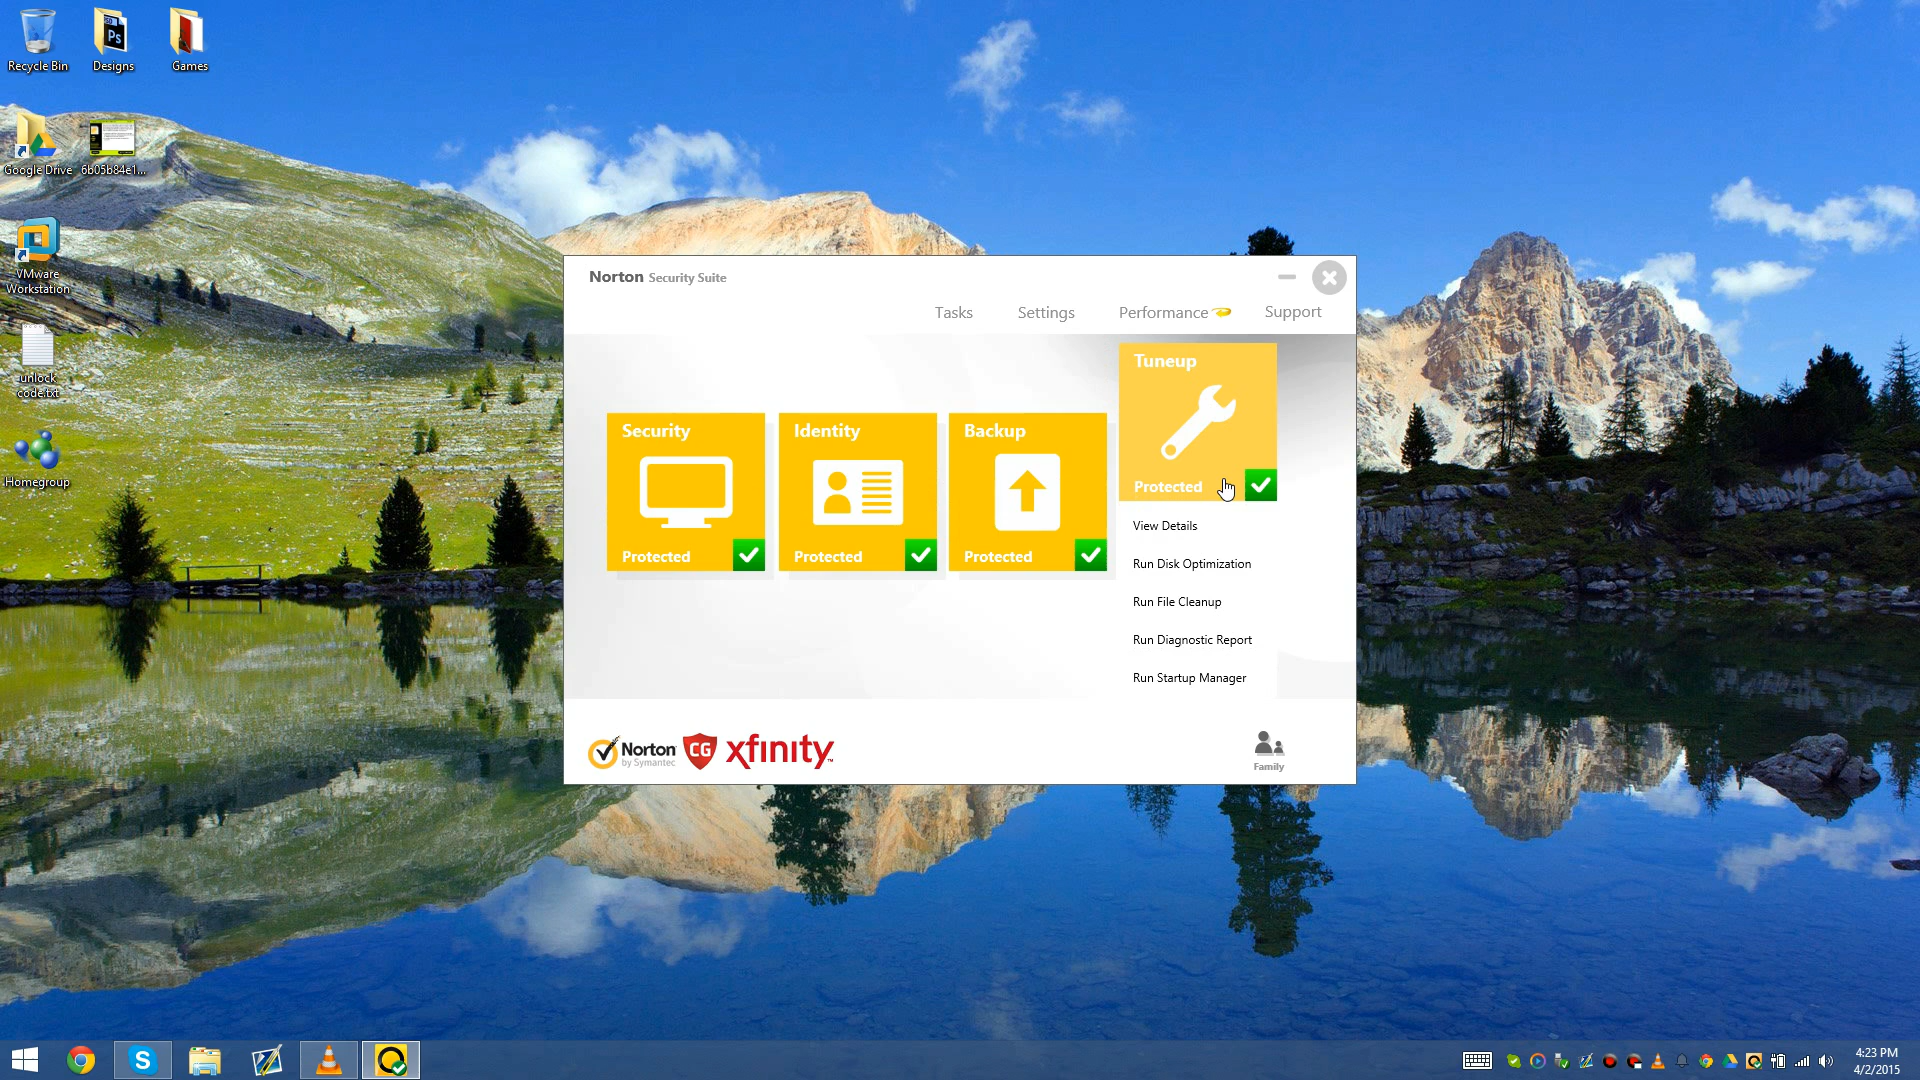 Recycle Bin
Designs
Games
Google Drive
6b05b84e1...
VMware
Workstation
unlock
code.txt
Homegroup
Ps
Norton Security Suite
Tasks
Settings
Performance
Support
Security
Protected
Identity
Protected
Backup
Protected
Tuneup
Protected
View Details
Run Disk Optimization
Run File Cleanup
Run Diagnostic Report
Run Startup Manager
Norton
by Symantec
CG
xfinity
Family
S
4:23 PM
4/2/2015